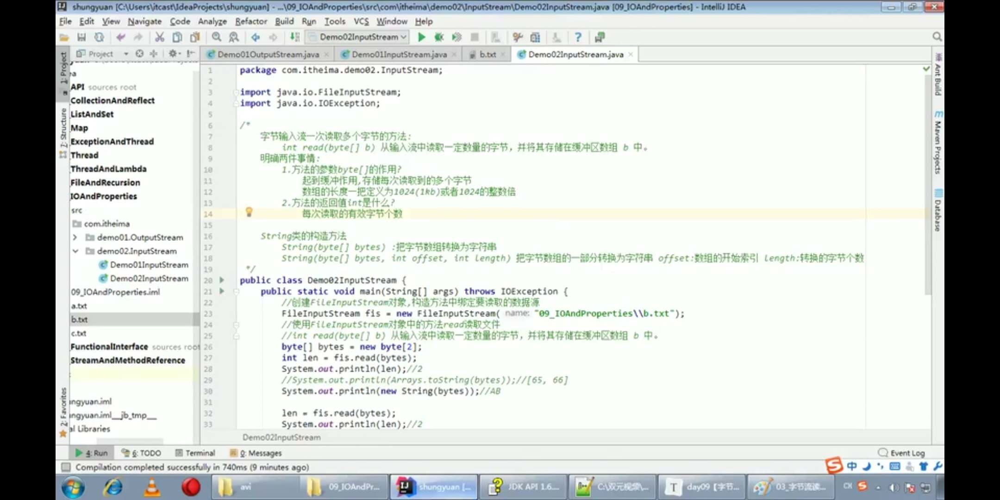 shungyuan [C:\Users\itcast\IdeaProjects\shungyuan] - ...\09_IOAndProperties\src\com\itheima\demo02\InputStream\Demo02InputStream.java [09_IOAndProperties] - IntelliJ IDEA
File Edit View Navigate Code Analyze Refactor Build Run Tools VCS Window Help
Demo02InputStream
Project
Demo01OutputStream.java Demo01InputStream.java b.txt Demo02InputStream.java
1: Project
Z: Structure
2: Favorites
Ant Build
Maven Projects
Database
ea
API sources root
CollectionAndReflect
ListAndSet
Map
ExceptionAndThread
Thread
ThreadAndLambda
FileAndRecursion
IOAndProperties
src
com.itheima
demo01.OutputStream
demo02.InputStream
Demo01InputStream
Demo02InputStream
09_IOAndProperties.iml
a.txt
b.txt
c.txt
FunctionalInterface sources root
StreamAndMethodReference
ngyuan.iml
ngyuan.iml__jb_tmp__
al Libraries
1 package com.itheima.demo02.InputStream;
2
3 import java.io.FileInputStream;
4 import java.io.IOException;
5
6 /*
7 字节输入流一次读取多个字节的方法:
8 int read(byte[] b) 从输入流中读取一定数量的字节，并将其存储在缓冲区数组 b 中。
9 明确两件事情:
10 1.方法的参数byte[]的作用?
11 起到缓冲作用,存储每次读取到的多个字节
12 数组的长度一把定义为1024(1kb)或者1024的整数倍
13 2.方法的返回值int是什么?
14 每次读取的有效字节个数
15
16 String类的构造方法
17 String(byte[] bytes) :把字节数组转换为字符串
18 String(byte[] bytes, int offset, int length) 把字节数组的一部分转换为字符串 offset:数组的开始索引 length:转换的字节个数
19 */
20 public class Demo02InputStream {
21 public static void main(String[] args) throws IOException {
22 //创建FileInputStream对象,构造方法中绑定要读取的数据源
23 FileInputStream fis = new FileInputStream( name: "09_IOAndProperties\\b.txt");
24 //使用FileInputStream对象中的方法read读取文件
25 //int read(byte[] b) 从输入流中读取一定数量的字节，并将其存储在缓冲区数组 b 中。
26 byte[] bytes = new byte[2];
27 int len = fis.read(bytes);
28 System.out.println(len);//2
29 //System.out.println(Arrays.toString(bytes));//[65, 66]
30 System.out.println(new String(bytes));//AB
31
32 len = fis.read(bytes);
33 System.out.println(len);//2
Demo02InputStream
4: Run 6: TODO Terminal 0: Messages Event Log
Compilation completed successfully in 740ms (9 minutes ago)
中
avi 09_IOAndPr... shungyuan [... JDK API 1.6.... C:\双元视频\... day09【字节... 03_字节流读... CH